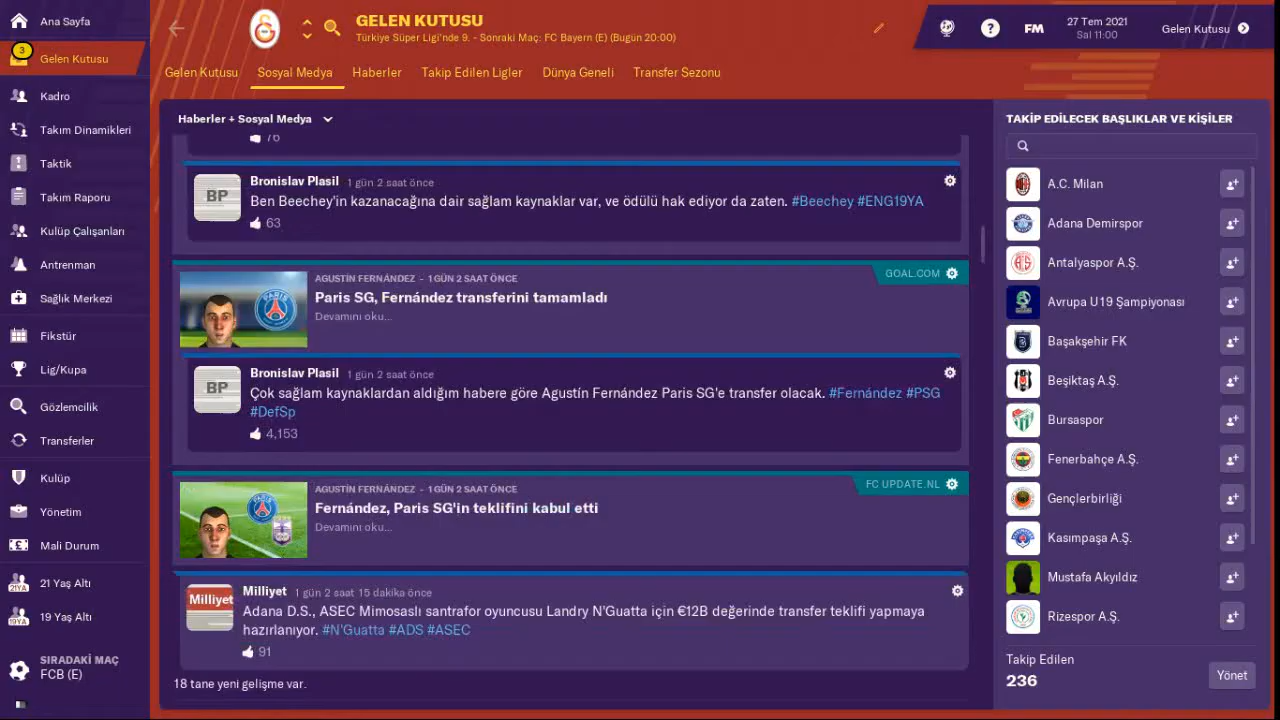 Ana Sayfa
3
Gelen Kutusu
Kadro
Takım Dinamikleri
Taktik
Takım Raporu
Kulüp Çalışanları
Antrenman
Sağlık Merkezi
Fikstür
Lig/Kupa
Gözlemcilik
Transferler
Kulüp
Yönetim
Mali Durum
21YA
21 Yaş Altı
19YA
19 Yaş Altı
SIRADAKİ MAÇ
FCB (E)
GELEN KUTUSU
Türkiye Süper Ligi'nde 9. - Sonraki Maç: FC Bayern (E) (Bugün 20:00)
?
FM
27 Tem 2021
Sal 11:00
Gelen Kutusu
Gelen Kutusu
Sosyal Medya
Haberler
Takip Edilen Ligler
Dünya Geneli
Transfer Sezonu
Haberler + Sosyal Medya
76
BP
Bronislav Plasil 1 gün 2 saat önce
Ben Beechey'in kazanacağına dair sağlam kaynaklar var, ve ödülü hak ediyor da zaten. #Beechey #ENG19YA
63
AGUSTÍN FERNÁNDEZ - 1 GÜN 2 SAAT ÖNCE
GOAL.COM
PARIS
Paris SG, Fernández transferini tamamladı
Devamını oku...
BP
Bronislav Plasil 1 gün 2 saat önce
Çok sağlam kaynaklardan aldığım habere göre Agustín Fernández Paris SG'e transfer olacak. #Fernández #PSG
#DefSp
4,153
AGUSTÍN FERNÁNDEZ - 1 GÜN 2 SAAT ÖNCE
FC UPDATE.NL
PARIS
Fernández, Paris SG'in teklifini kabul etti
Devamını oku...
Milliyet
Milliyet 1 gün 2 saat 15 dakika önce
Adana D.S., ASEC Mimosaslı santrafor oyuncusu Landry N'Guatta için €12B değerinde transfer teklifi yapmaya
hazırlanıyor. #N'Guatta #ADS #ASEC
91
18 tane yeni gelişme var.
TAKİP EDİLECEK BAŞLIKLAR VE KİŞİLER
A.C. Milan
Adana Demirspor
Antalyaspor A.Ş.
Avrupa U19 Şampiyonası
Başakşehir FK
Beşiktaş A.Ş.
Bursaspor
Fenerbahçe A.Ş.
Gençlerbirliği
Kasımpaşa A.Ş.
Mustafa Akyıldız
Rizespor A.Ş.
Takip Edilen
236
Yönet